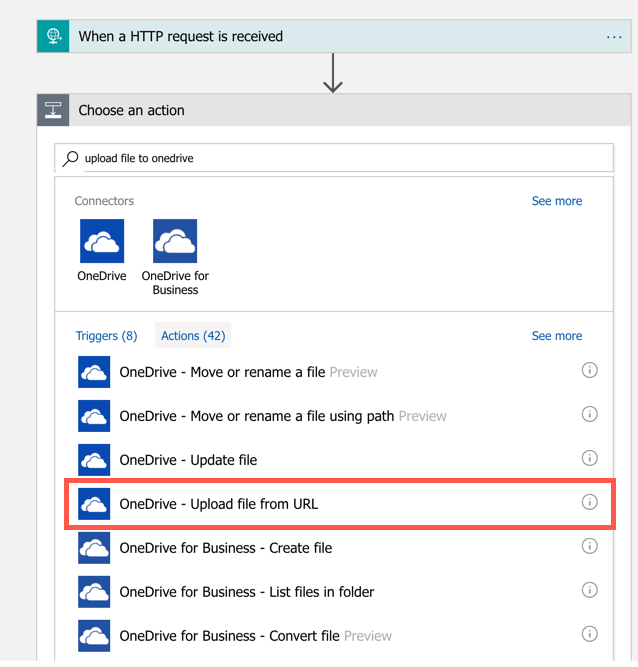 When a HTTP request is received
Choose an action
upload file to onedrive
Connectors
See more
OneDrive
OneDrive for
Business
Triggers (8)
Actions (42)
See more
OneDrive - Move or rename a file Preview
OneDrive - Move or rename a file using path Preview
OneDrive - Update file
OneDrive - Upload file from URL
OneDrive for Business - Create file
OneDrive for Business - List files in folder
OneDrive for Business - Convert file Preview